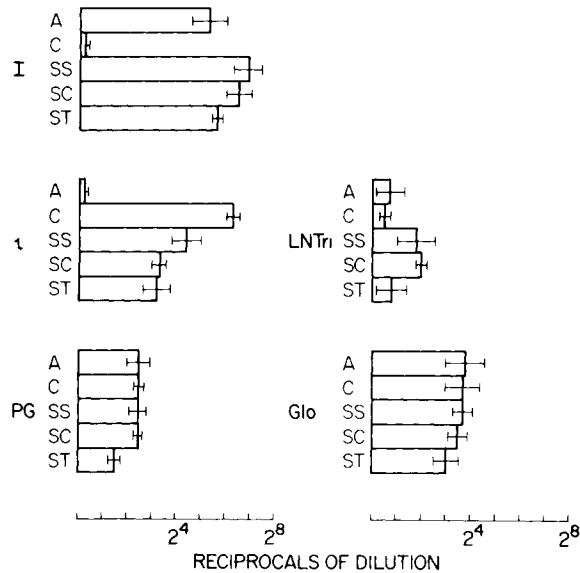 I
A
C
SS
SC
ST
ɩ
A
C
SS
SC
ST
LNTri
A
C
SS
SC
ST
PG
A
C
SS
SC
ST
Glo
A
C
SS
SC
ST
2⁴ 2⁸ 2⁴ 2⁸
RECIPROCALS OF DILUTION